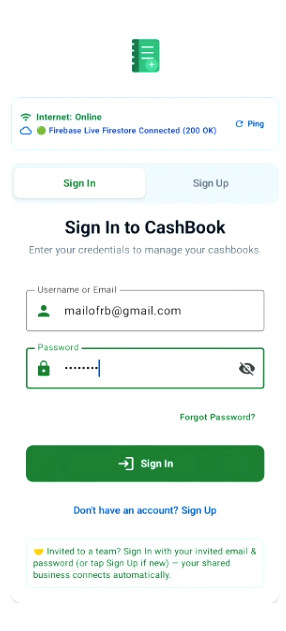 Internet: Online
🟢 Firebase Live Firestore Connected (200 OK)
Ping
Sign In
Sign Up
Sign In to CashBook
Enter your credentials to manage your cashbooks.
Username or Email
mailofrb@gmail.com
Password
••••••••
Forgot Password?
Sign In
Don't have an account? Sign Up
🤝 Invited to a team? Sign In with your invited email &
password (or tap Sign Up if new) — your shared
business connects automatically.